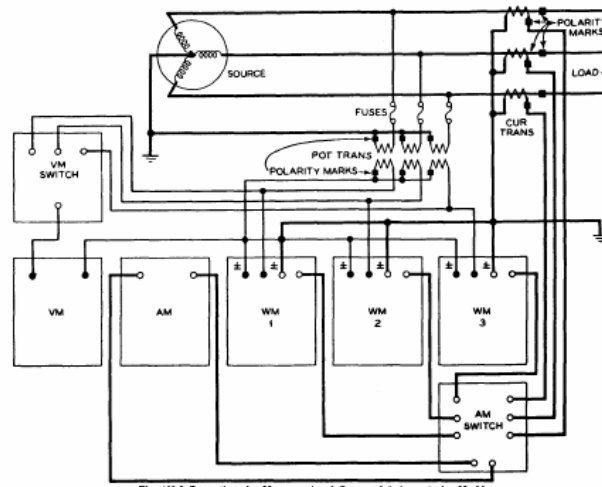 POLARITY
MARKS
SOURCE
LOAD
FUSES
CUR
TRANS
POT TRANS
POLARITY MARKS
VM
SWITCH
± ± ± ± ± ±
VM
AM
WM
1
WM
2
WM
3
AM
SWITCH